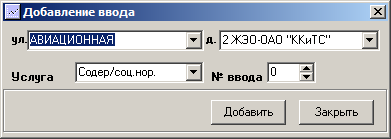 Добавление ввода
ул. АВИАЦИОННАЯ д. 2 ЖЭО-ОАО "ККиТС"
Услуга Содер/соц.нор. № ввода 0
Добавить Закрыть